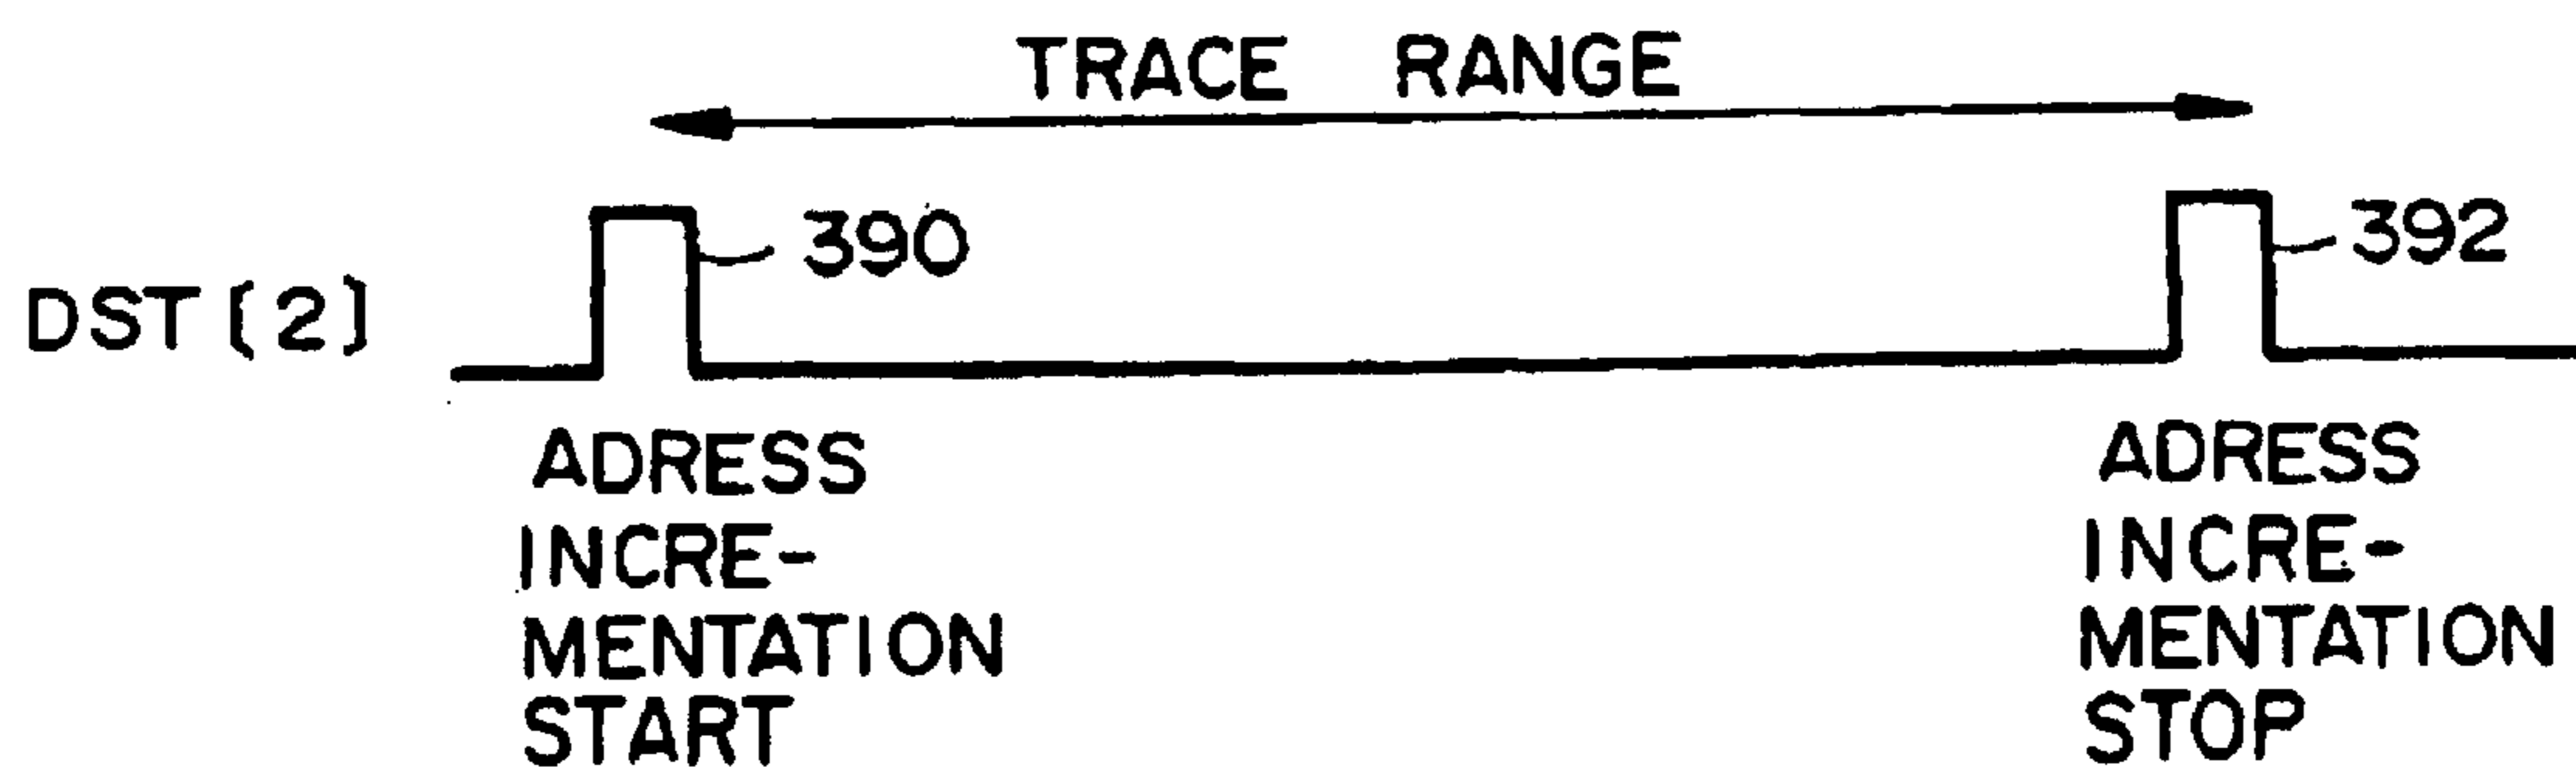 TRACE RANGE
390
392
DST [2]
ADRESS
INCRE-
MENTATION
START
ADRESS
INCRE-
MENTATION
STOP